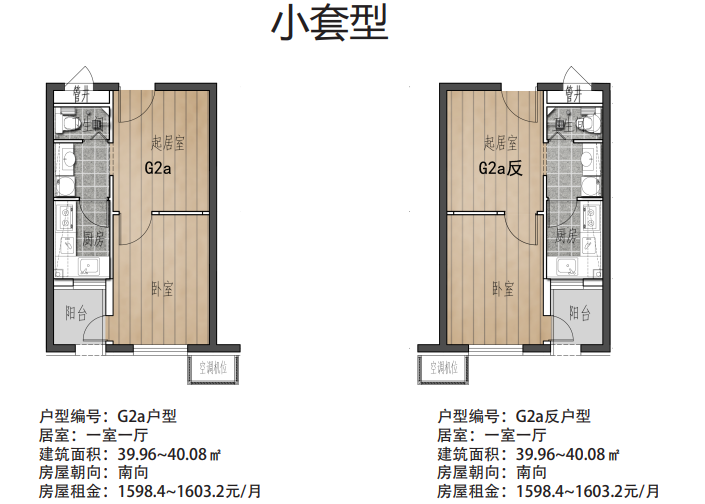 小套型
管井
卫生间
起居室
G2a
厨房
卧室
阳台
空调机位
管井
起居室
G2a反
厨房
卧室
阳台
空调机位
户型编号：G2a户型
居室：一室一厅
建筑面积：39.96~40.08㎡
房屋朝向：南向
房屋租金：1598.4~1603.2元/月
户型编号：G2a反户型
居室：一室一厅
建筑面积：39.96~40.08㎡
房屋朝向：南向
房屋租金：1598.4~1603.2元/月